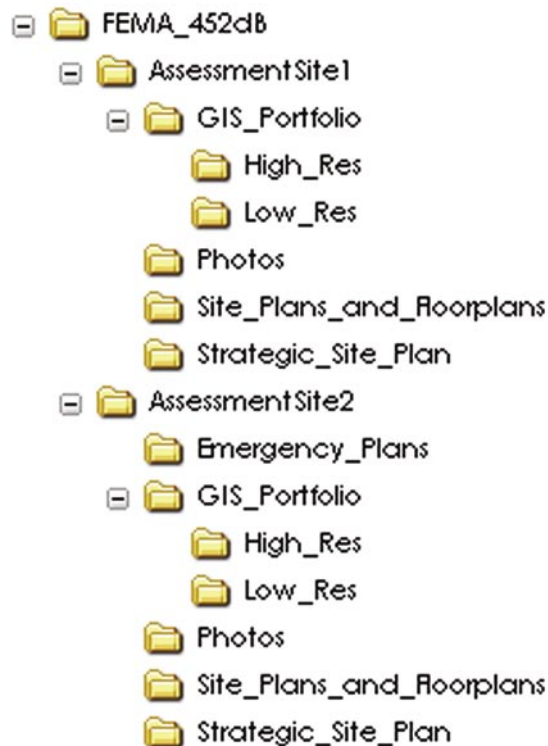 FEMA_452dB
AssessmentSite1
GIS_Portfolio
High_Res
Low_Res
Photos
Site_Plans_and_Floorplans
Strategic_Site_Plan
AssessmentSite2
Emergency_Plans
GIS_Portfolio
High_Res
Low_Res
Photos
Site_Plans_and_Floorplans
Strategic_Site_Plan